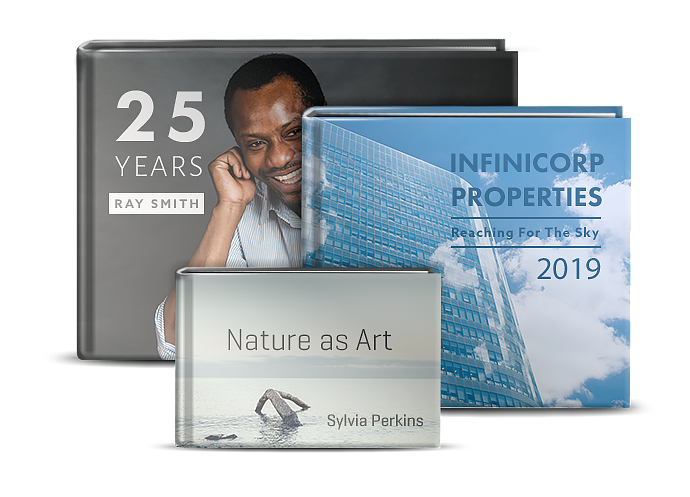 25
YEARS
RAY SMITH
INFINICORP
PROPERTIES
Reaching For The Sky
2019
Nature as Art
Sylvia Perkins